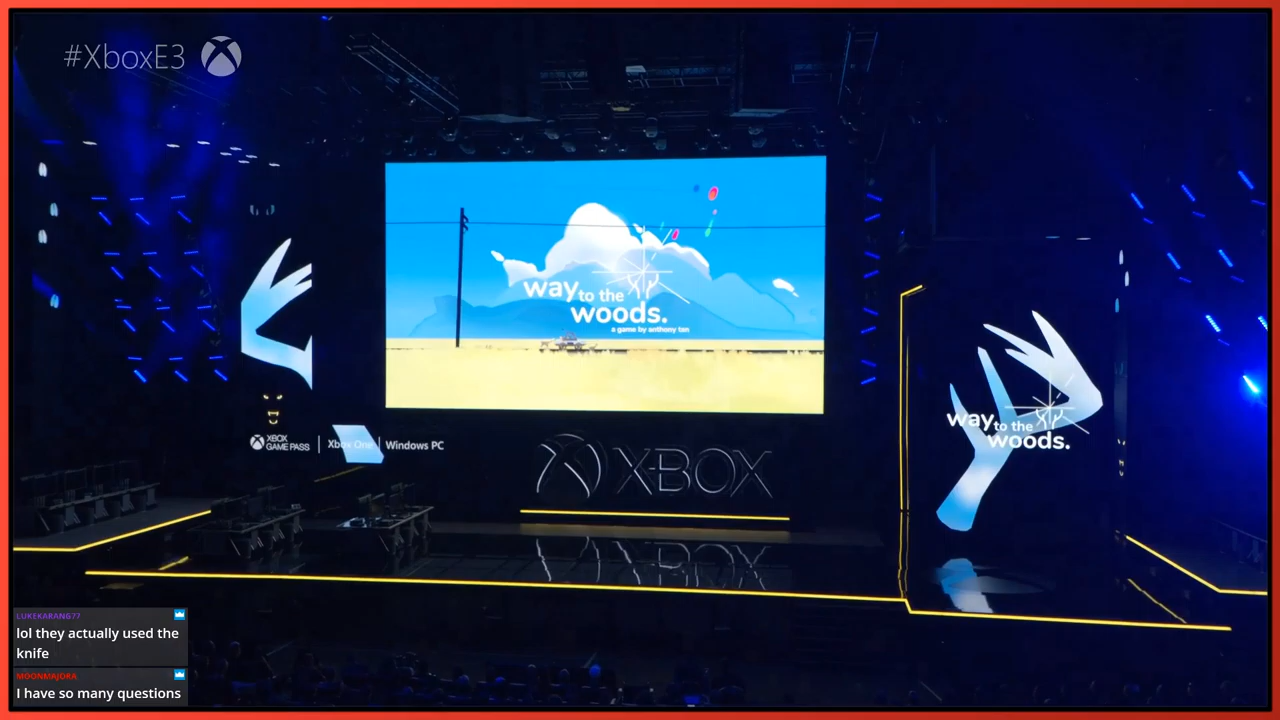 #XboxE3
way to the
woods.
a game by anthony tan
way to the
woods.
XBOX
GAME PASS | Xbox One | Windows PC
XBOX
LUKEKARANG77
lol they actually used the
knife
MOONMAJORA
I have so many questions